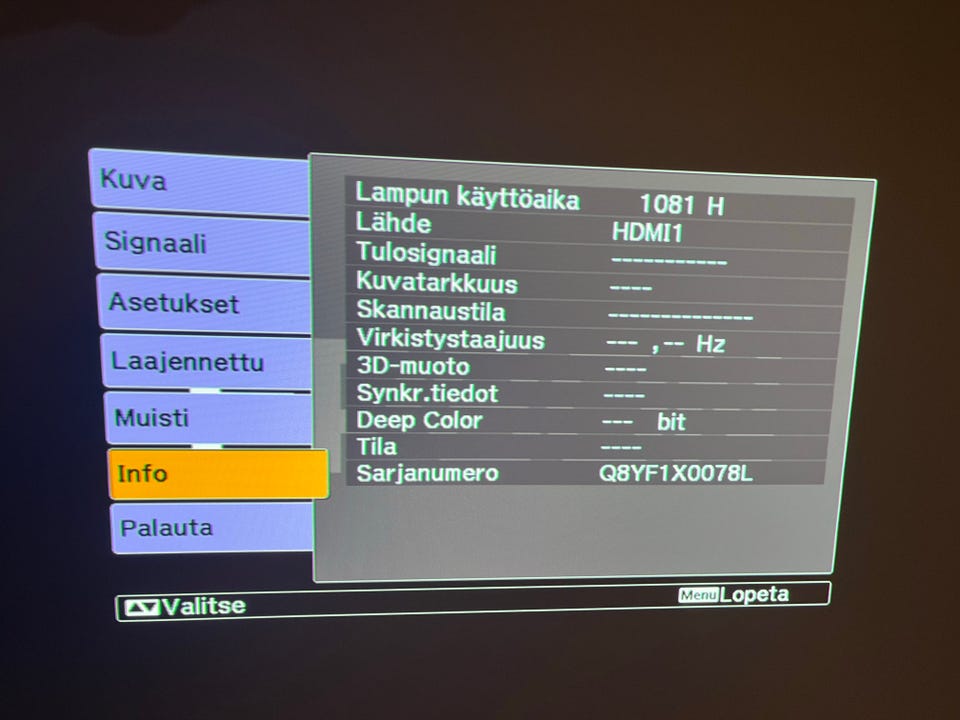 Kuva
Signaali
Asetukset
Laajennettu
Muisti
Info
Palauta
Lampun käyttöaika 1081 H
Lähde HDMI1
Tulosignaali -----------
Kuvatarkkuus ----
Skannaustila --------------
Virkistystaajuus --- ,-- Hz
3D-muoto ----
Synkr.tiedot ----
Deep Color --- bit
Tila ----
Sarjanumero Q8YF1X0078L
Valitse
Menu Lopeta